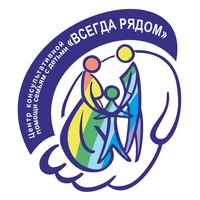 Центр консультативной
помощи семьям с детьми
«ВСЕГДА РЯДОМ»